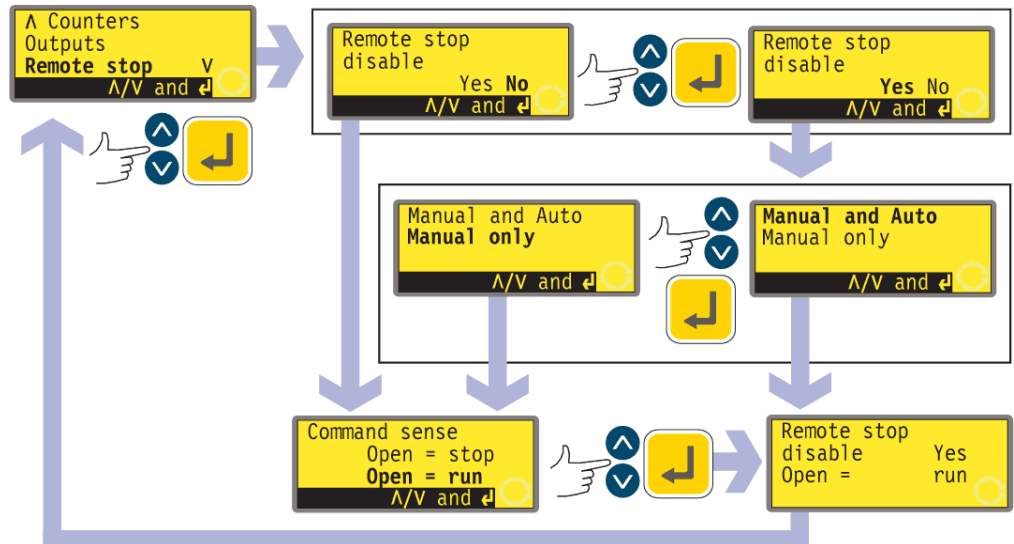 Λ Counters
Outputs
Remote stop V
Λ/V and ↵
Remote stop
disable
Yes No
Λ/V and ↵
Remote stop
disable
Yes No
Λ/V and ↵
Manual and Auto
Manual only
Λ/V and ↵
Manual and Auto
Manual only
Λ/V and ↵
Command sense
Open = stop
Open = run
Λ/V and ↵
Remote stop
disable Yes
Open = run